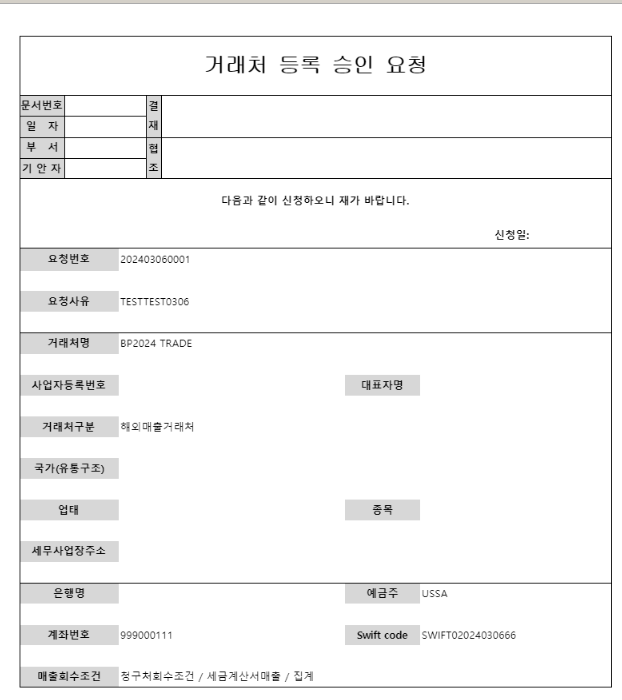 거래처 등록 승인 요청
문서번호 결
일 자 재
부 서 협
기 안 자 조
다음과 같이 신청하오니 재가 바랍니다.
신청일:
요청번호 202403060001
요청사유 TESTTEST0306
거래처명 BP2024 TRADE
사업자등록번호 대표자명
거래처구분 해외매출거래처
국가(유통구조)
업태 종목
세무사업장주소
은행명 예금주 USSA
계좌번호 999000111 Swift code SWIFT02024030666
매출회수조건 청구처회수조건 / 세금계산서매출 / 집계